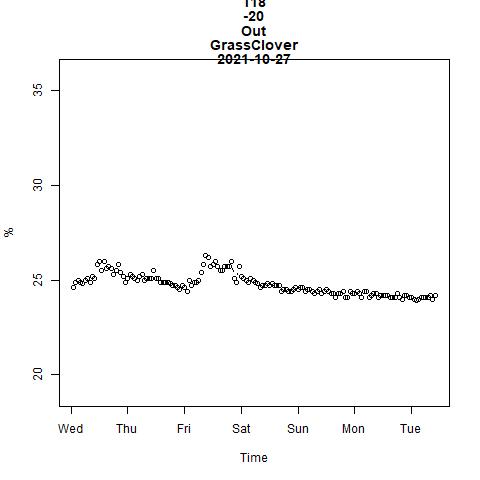 T18
-20
Out
GrassClover
2021-10-27
35
30
25
20
%
Wed Thu Fri Sat Sun Mon Tue
Time